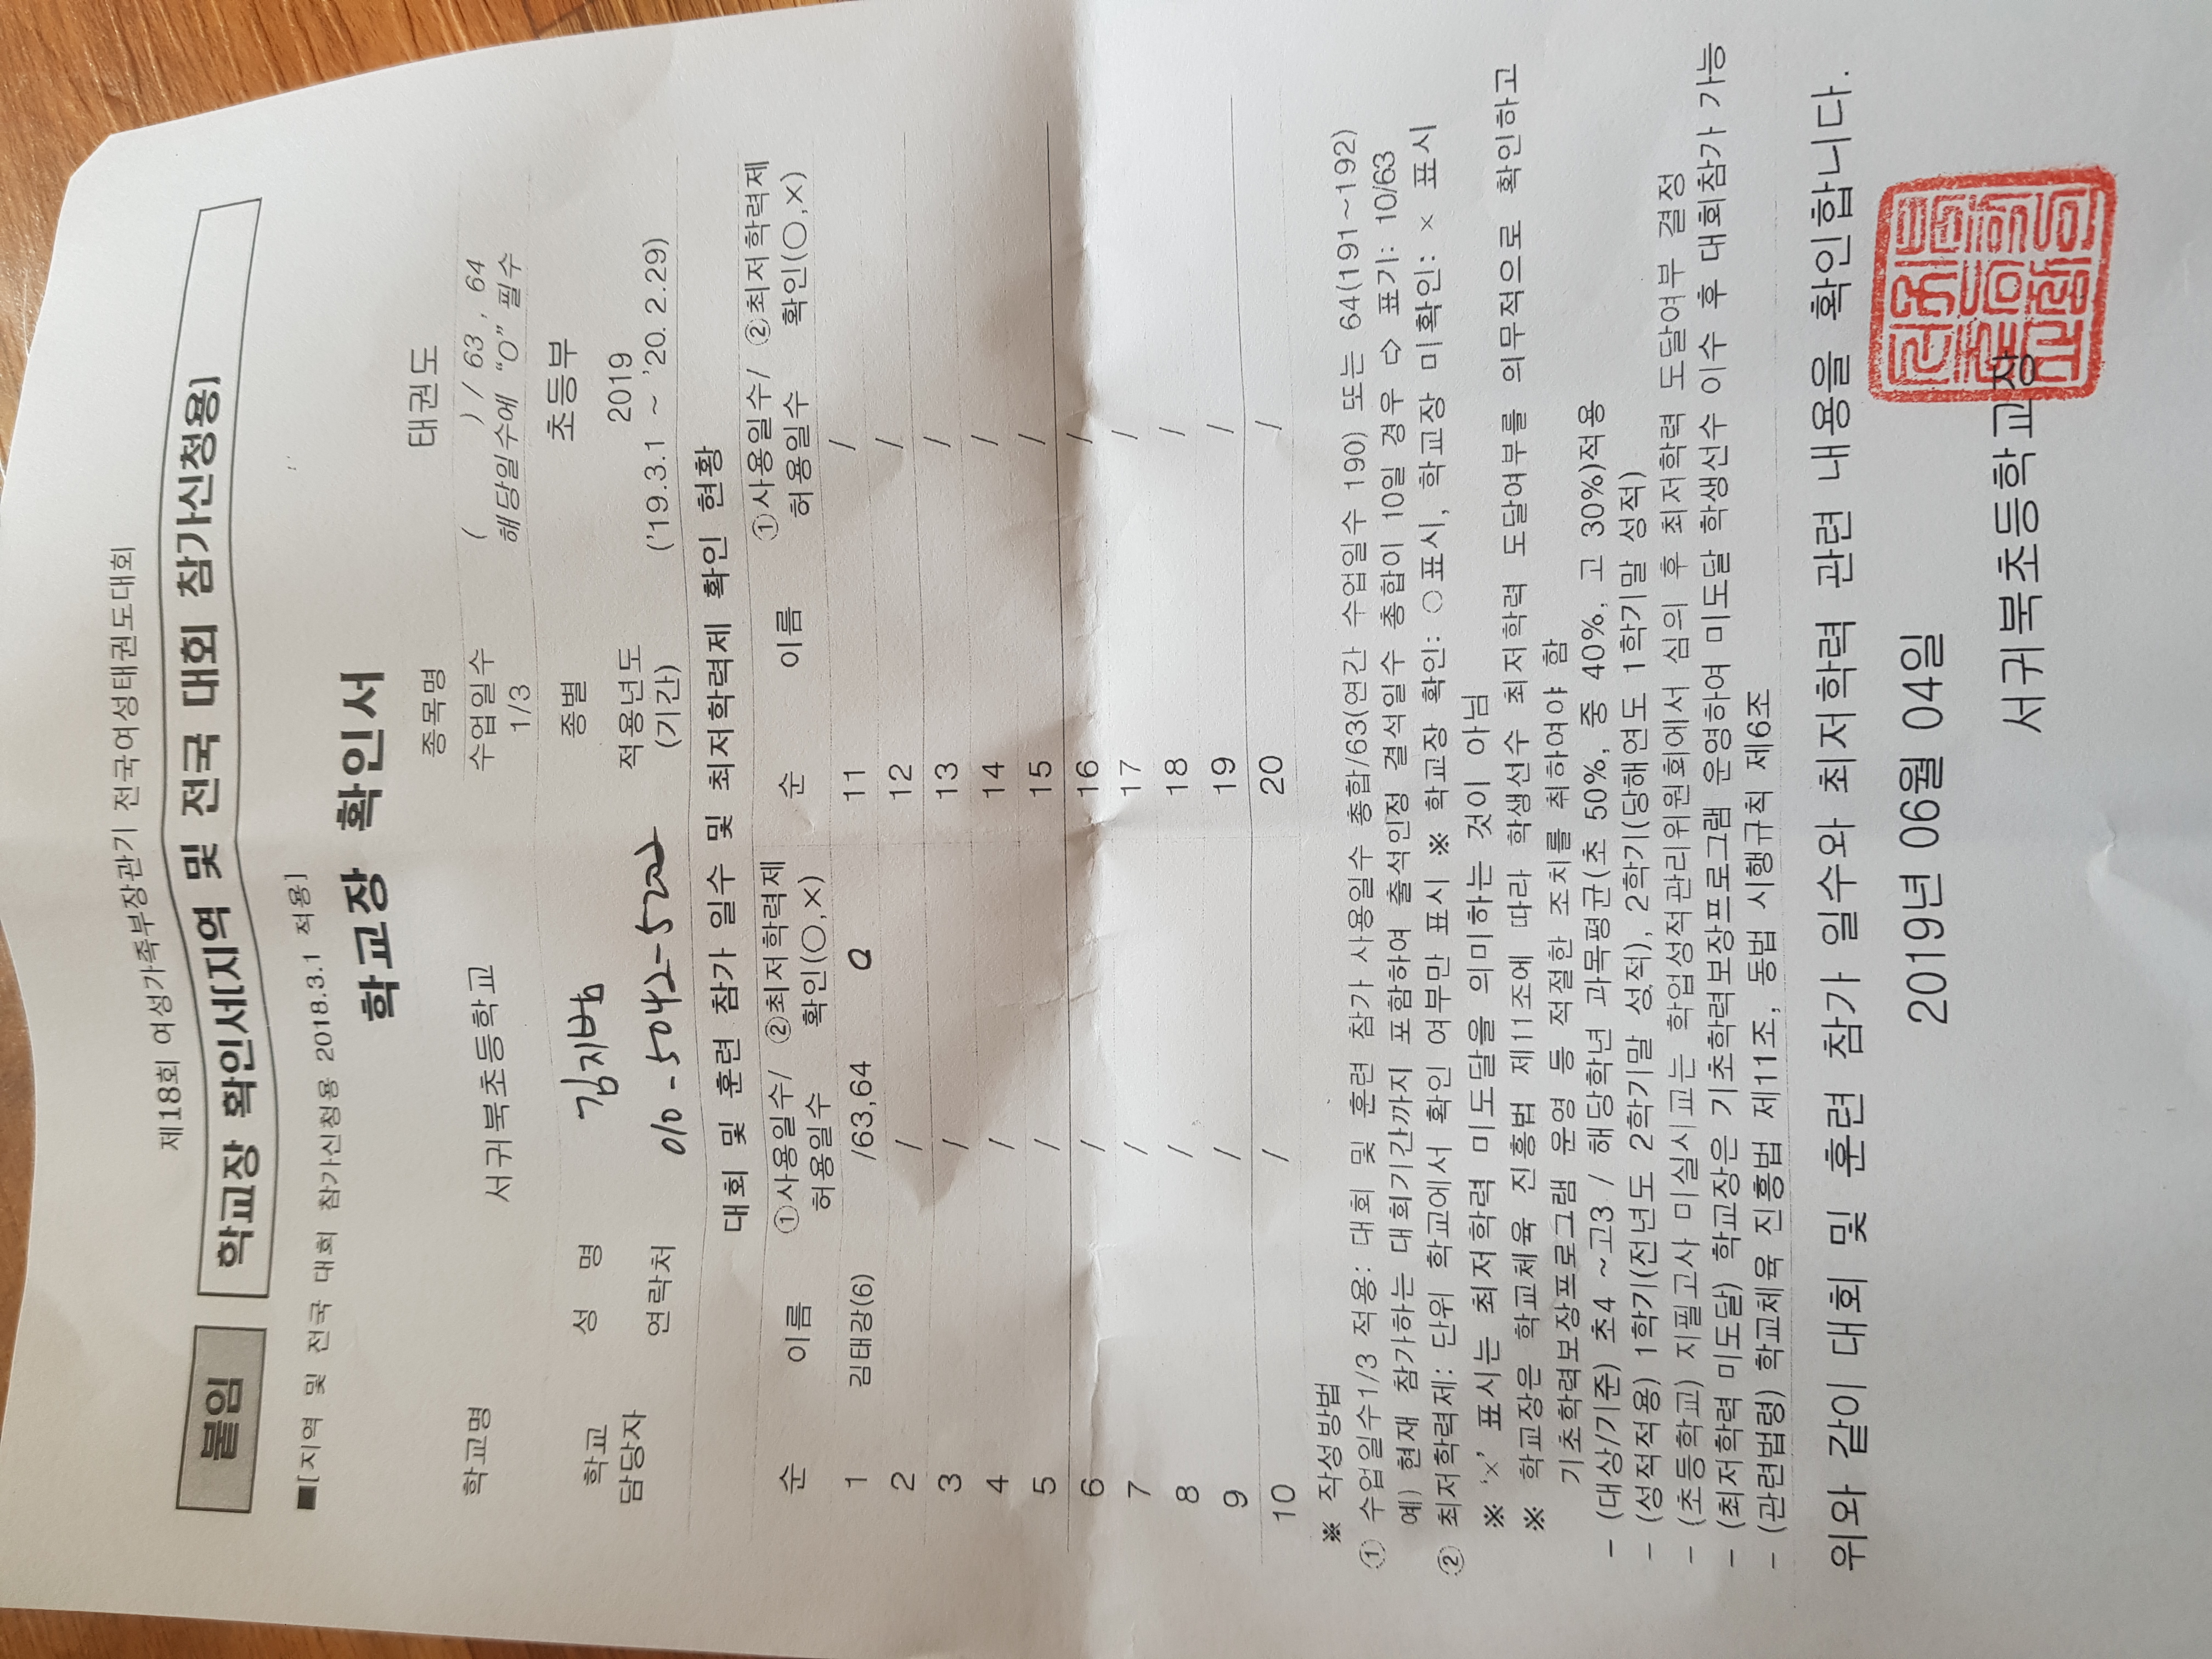 제18회 여성가족부장관기 전국여성태권도대회
붙임 학교장 확인서[지역 및 전국 대회 참가신청용]
■[지역 및 전국 대회 참가신청용 2018.3.1 적용]
학교장 확인서
학교명 서귀북초등학교 종목명 태권도
수업일수 1/3 ( ) / 63 , 64
해당일수에 "O" 필수
학교 담당자 성 명 종별 초등부
연락처 010-5042-5222 적용년도 (기간) 2019
('19.3.1 ~ '20.2.29)
대회 및 훈련 참가 일수 및 최저학력제 확인 현황
순 이름 ①사용일수/허용일수 ②최저학력제 확인(○,×) 순 이름 ①사용일수/허용일수 ②최저학력제 확인(○,×)
1 김태강(6) /63,64 O 11 /
2 / 12 /
3 / 13 /
4 / 14 /
5 / 15 /
6 / 16 /
7 / 17 /
8 / 18 /
9 / 19 /
10 / 20 /
※ 작성방법
① 수업일수1/3 적용: 대회 및 훈련 참가 사용일수 총합/63(연간 수업일수 190) 또는 64(191~192)
예) 현재 참가하는 대회기간까지 포함하여 출석인정 결석일수 총합이 10일 경우 ⇨ 표기: 10/63
② 최저학력제: 단위 학교에서 확인 여부만 표시 ※ 학교장 확인: ○표시, 학교장 미확인: × 표시
※ '×' 표시는 최저학력 미도달을 의미하는 것이 아님
※ 학교장은 학교체육 진흥법 제11조에 따라 학생선수 최저학력 도달여부를 의무적으로 확인하고
기초학력보장프로그램 운영 등 적절한 조치를 취하여야 함
- (대상/기준) 초4 ~고3 / 해당학년 과목평균(초 50%, 중 40%, 고 30%)적용
- (성적적용) 1학기(전년도 2학기말 성적), 2학기(당해연도 1학기말 성적)
- (초등학교) 지필고사 미실시교는 학업성적관리위원회에서 심의 후 최저학력 도달여부 결정
- (최저학력 미도달) 학교장은 기초학력보장프로그램 운영하여 미도달 학생선수 이수 후 대회참가 가능
- (관련법령) 학교체육 진흥법 제11조, 동법 시행규칙 제6조
위와 같이 대회 및 훈련 참가 일수와 최저학력 관련 내용을 확인합니다.
2019년 06월 04일
서귀북초등학교장